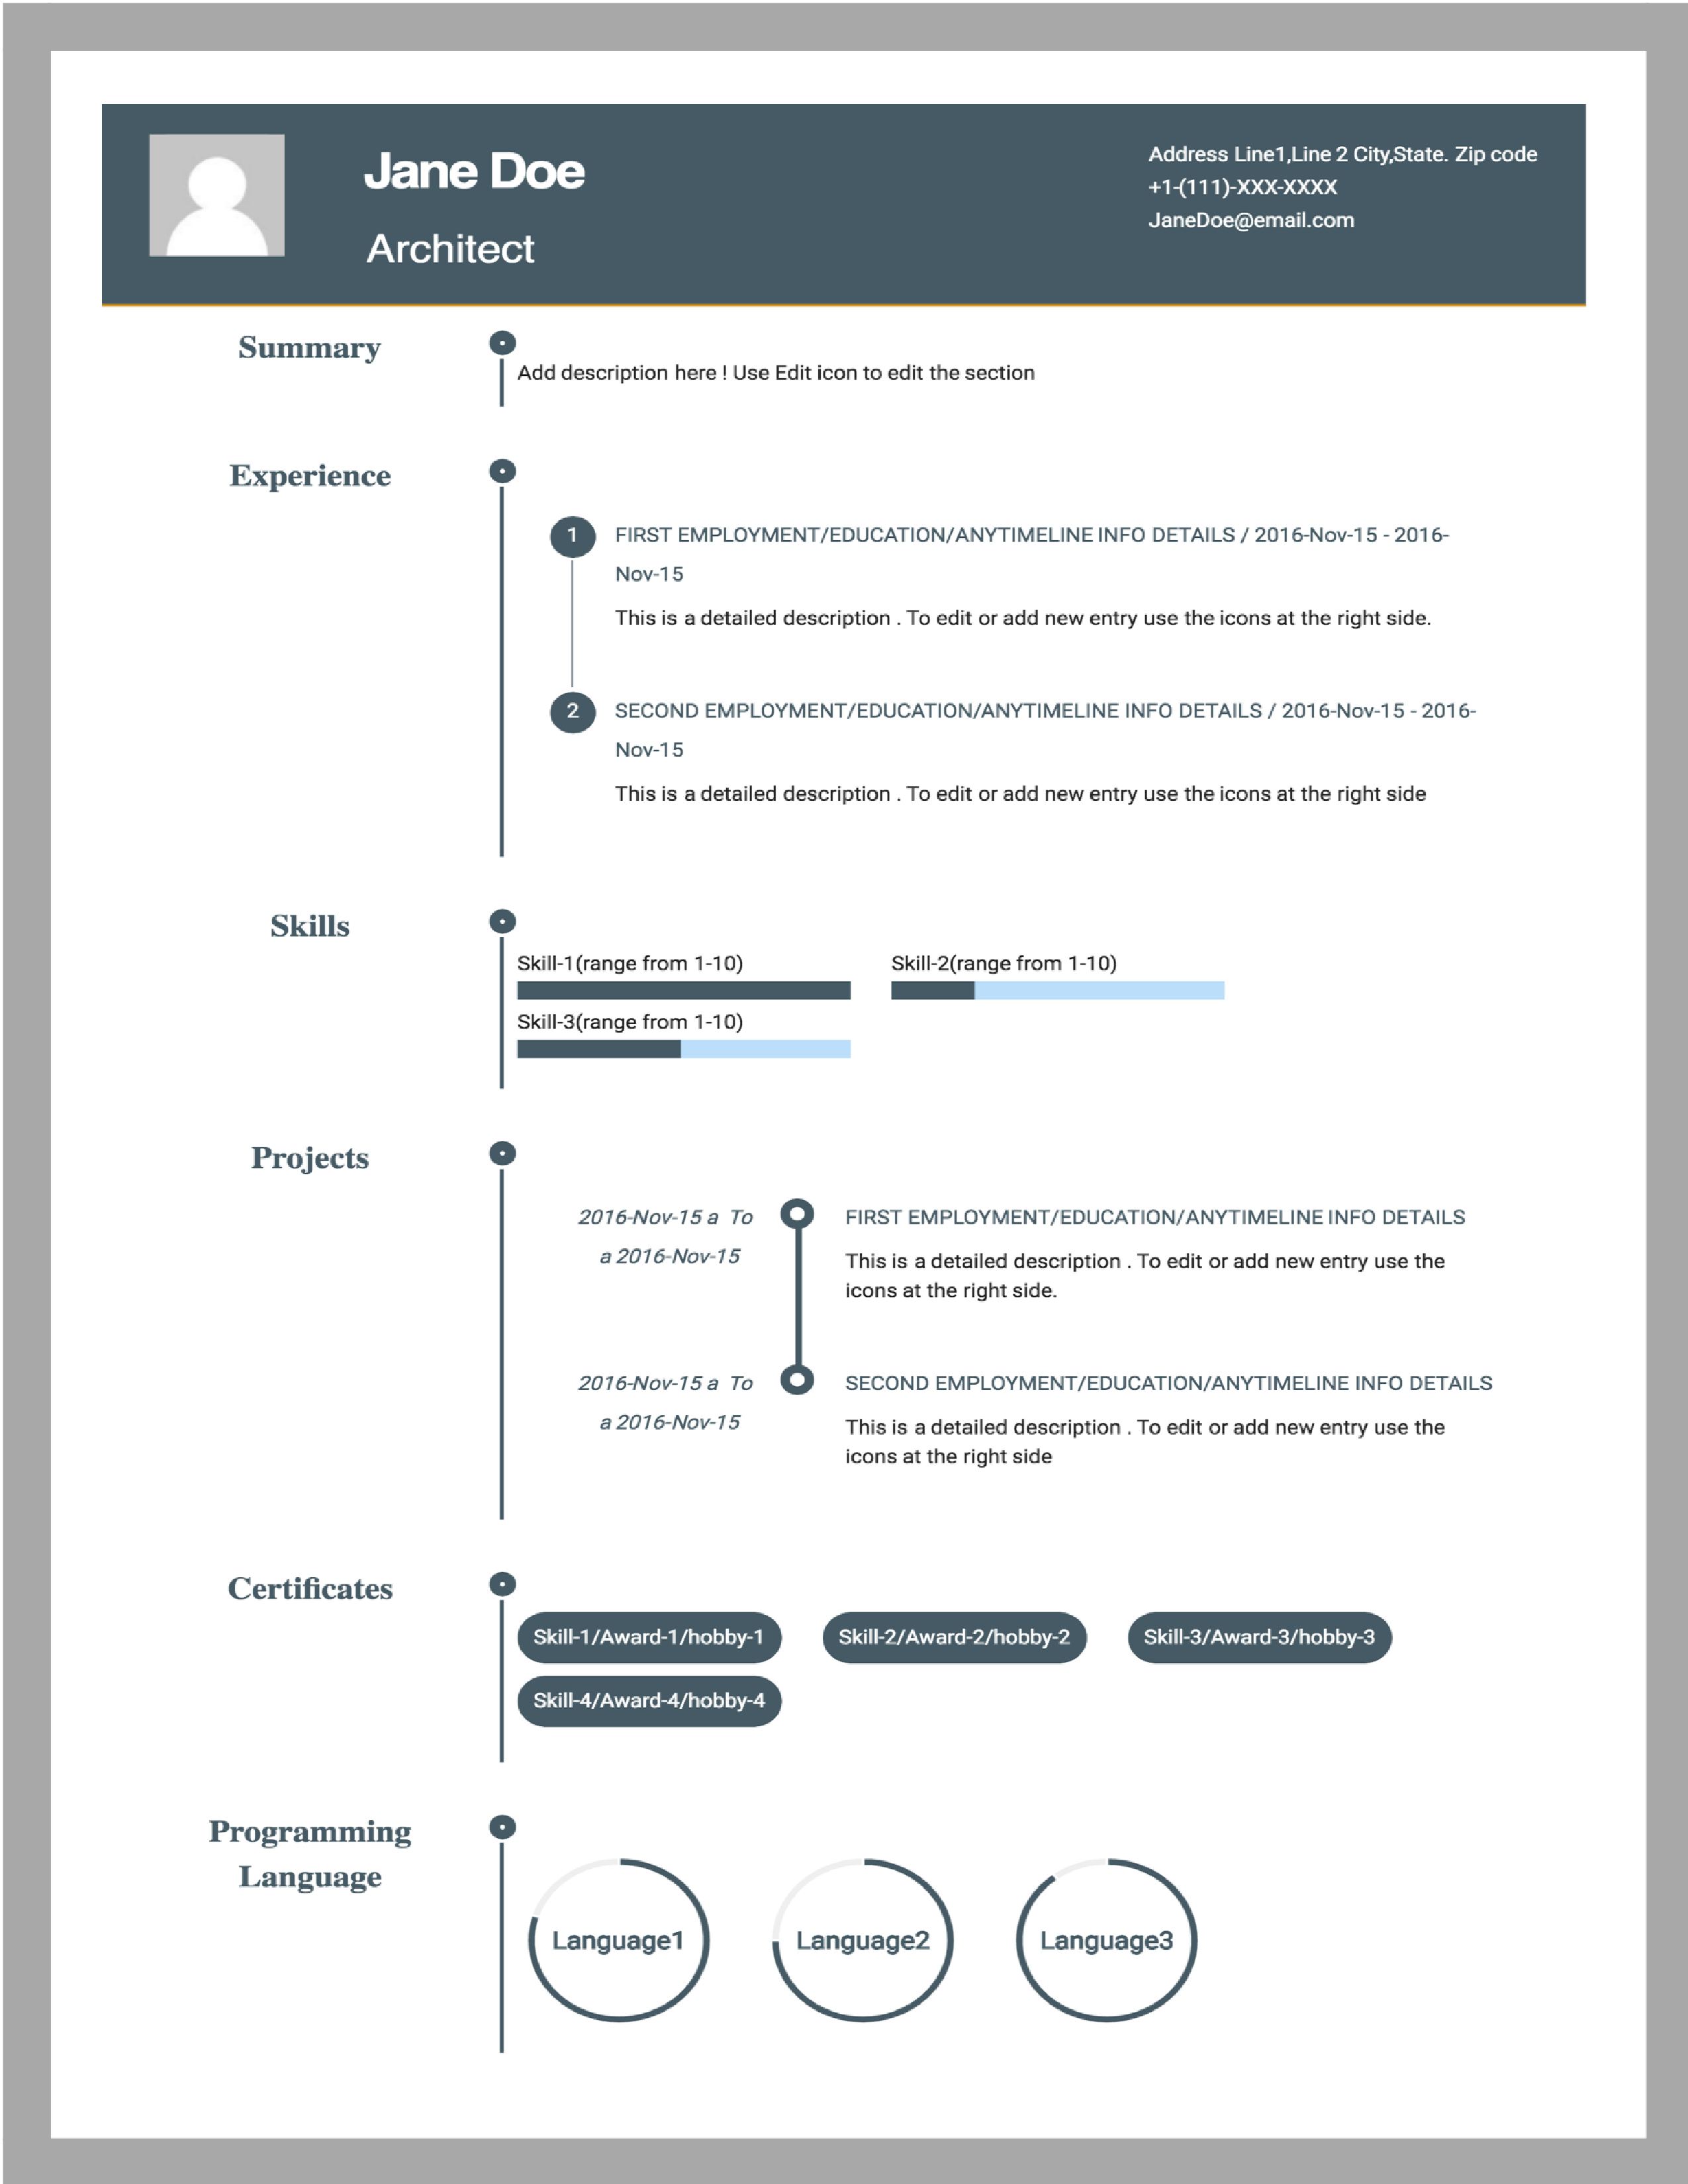 Jane Doe
Architect
Address Line1,Line 2 City,State. Zip code
+1-(111)-XXX-XXXX
JaneDoe@email.com
Summary
Add description here ! Use Edit icon to edit the section
Experience
1
FIRST EMPLOYMENT/EDUCATION/ANYTIMELINE INFO DETAILS / 2016-Nov-15 - 2016-
Nov-15
This is a detailed description . To edit or add new entry use the icons at the right side.
2
SECOND EMPLOYMENT/EDUCATION/ANYTIMELINE INFO DETAILS / 2016-Nov-15 - 2016-
Nov-15
This is a detailed description . To edit or add new entry use the icons at the right side
Skills
Skill-1(range from 1-10)
Skill-2(range from 1-10)
Skill-3(range from 1-10)
Projects
2016-Nov-15 a To
a 2016-Nov-15
FIRST EMPLOYMENT/EDUCATION/ANYTIMELINE INFO DETAILS
This is a detailed description . To edit or add new entry use the
icons at the right side.
2016-Nov-15 a To
a 2016-Nov-15
SECOND EMPLOYMENT/EDUCATION/ANYTIMELINE INFO DETAILS
This is a detailed description . To edit or add new entry use the
icons at the right side
Certificates
Skill-1/Award-1/hobby-1
Skill-2/Award-2/hobby-2
Skill-3/Award-3/hobby-3
Skill-4/Award-4/hobby-4
Programming
Language
Language1
Language2
Language3